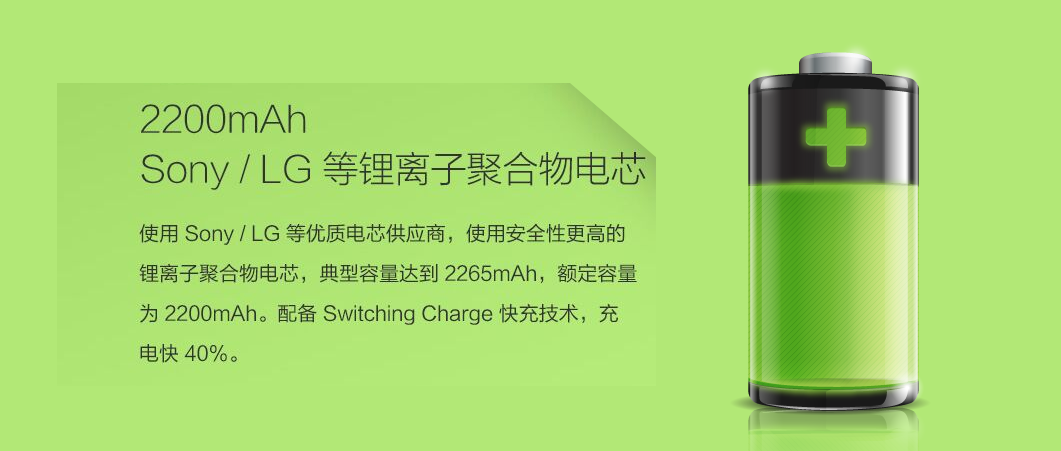 2200mAh
Sony / LG 等锂离子聚合物电芯
使用 Sony / LG 等优质电芯供应商，使用安全性更高的
锂离子聚合物电芯，典型容量达到 2265mAh，额定容量
为 2200mAh。配备 Switching Charge 快充技术，充
电快 40%。